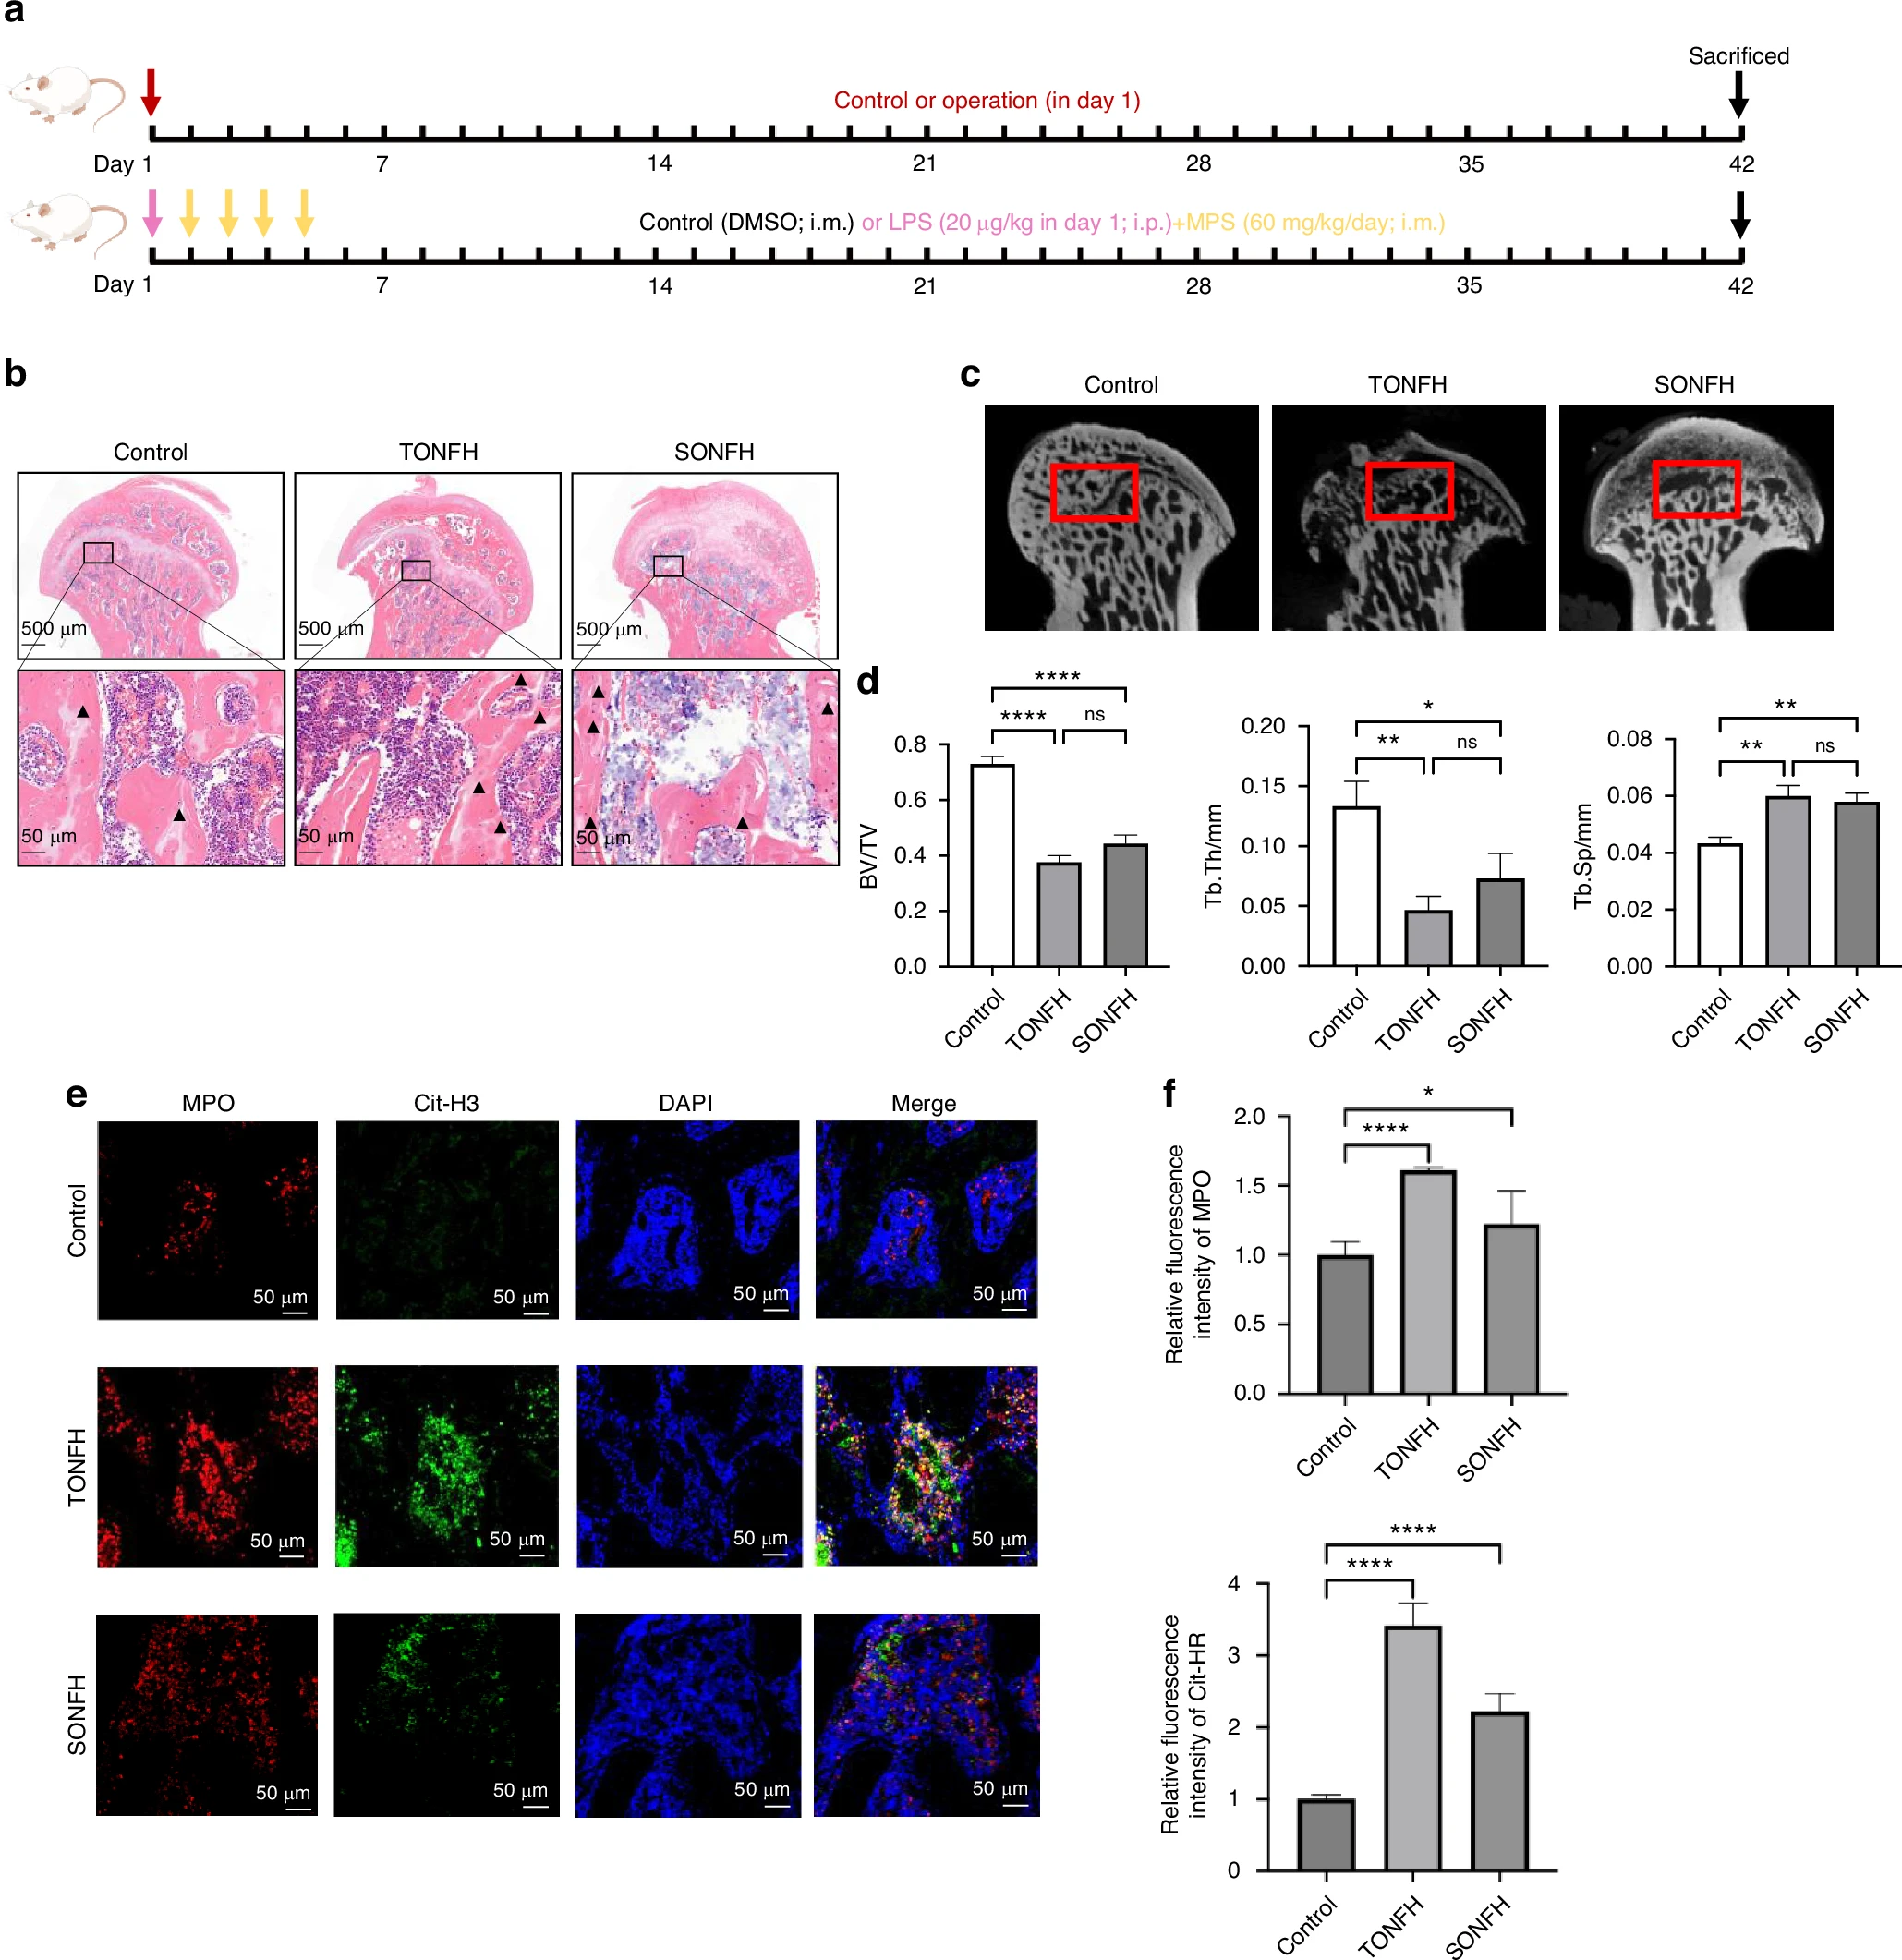 a
Sacrificed
Control or operation (in day 1)
Day 1 7 14 21 28 35 42
Control (DMSO; i.m.) or LPS (20 μg/kg in day 1; i.p.)+MPS (60 mg/kg/day; i.m.)
Day 1 7 14 21 28 35 42
b
Control TONFH SONFH
500 μm 500 μm 500 μm
50 μm 50 μm 50 μm
c
Control TONFH SONFH
d
****
**** ns
BV/TV
0.8
0.6
0.4
0.2
0.0
Control TONFH SONFH
*
** ns
Tb.Th/mm
0.20
0.15
0.10
0.05
0.00
Control TONFH SONFH
**
** ns
Tb.Sp/mm
0.08
0.06
0.04
0.02
0.00
Control TONFH SONFH
e
MPO Cit-H3 DAPI Merge
Control
50 μm 50 μm 50 μm 50 μm
TONFH
50 μm 50 μm 50 μm 50 μm
SONFH
50 μm 50 μm 50 μm 50 μm
f
*
****
Relative fluorescence
intensity of MPO
2.0
1.5
1.0
0.5
0.0
Control TONFH SONFH
****
****
Relative fluorescence
intensity of Cit-HR
4
3
2
1
0
Control TONFH SONFH